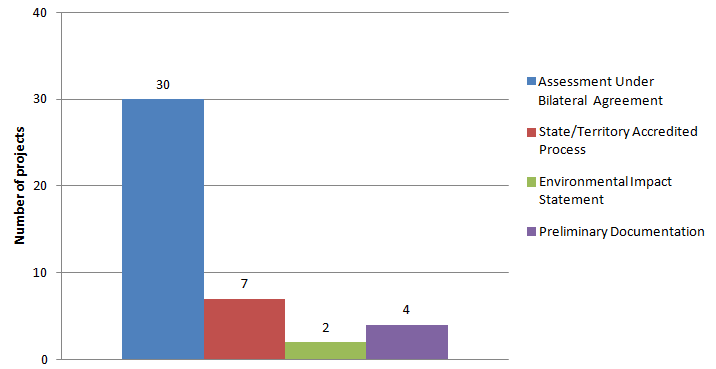 40
30
20
10
0
Number of projects
30
7
2
4
Assessment Under
Bilateral Agreement
State/Territory Accredited
Process
Environmental Impact
Statement
Preliminary Documentation